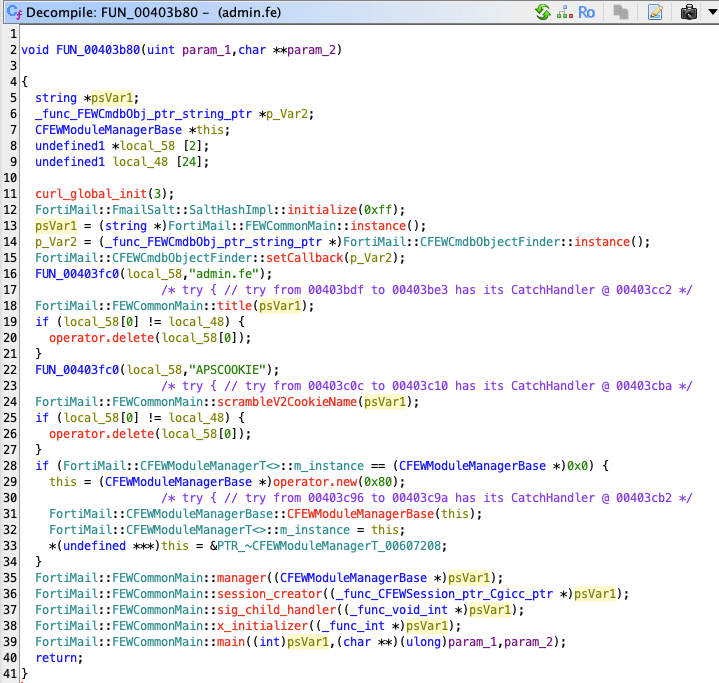 Decompile: FUN_00403b80 - (admin.fe)
Ro
1
2 void FUN_00403b80(uint param_1,char **param_2)
3
4 {
5 string *psVar1;
6 _func_FEWCmdbObj_ptr_string_ptr *p_Var2;
7 CFEWModuleManagerBase *this;
8 undefined1 *local_58 [2];
9 undefined1 local_48 [24];
10
11 curl_global_init(3);
12 FortiMail::FmailSalt::SaltHashImpl::initialize(0xff);
13 psVar1 = (string *)FortiMail::FEWCommonMain::instance();
14 p_Var2 = (_func_FEWCmdbObj_ptr_string_ptr *)FortiMail::CFEWCmdbObjectFinder::instance();
15 FortiMail::CFEWCmdbObjectFinder::setCallback(p_Var2);
16 FUN_00403fc0(local_58,"admin.fe");
17 /* try { // try from 00403bdf to 00403be3 has its CatchHandler @ 00403cc2 */
18 FortiMail::FEWCommonMain::title(psVar1);
19 if (local_58[0] != local_48) {
20 operator.delete(local_58[0]);
21 }
22 FUN_00403fc0(local_58,"APSCOOKIE");
23 /* try { // try from 00403c0c to 00403c10 has its CatchHandler @ 00403cba */
24 FortiMail::FEWCommonMain::scrambleV2CookieName(psVar1);
25 if (local_58[0] != local_48) {
26 operator.delete(local_58[0]);
27 }
28 if (FortiMail::CFEWModuleManagerT<>::m_instance == (CFEWModuleManagerBase *)0x0) {
29 this = (CFEWModuleManagerBase *)operator.new(0x80);
30 /* try { // try from 00403c96 to 00403c9a has its CatchHandler @ 00403cb2 */
31 FortiMail::CFEWModuleManagerBase::CFEWModuleManagerBase(this);
32 FortiMail::CFEWModuleManagerT<>::m_instance = this;
33 *(undefined ***)this = &PTR_~CFEWModuleManagerT_00607208;
34 }
35 FortiMail::FEWCommonMain::manager((CFEWModuleManagerBase *)psVar1);
36 FortiMail::FEWCommonMain::session_creator((_func_CFEWSession_ptr_Cgicc_ptr *)psVar1);
37 FortiMail::FEWCommonMain::sig_child_handler((_func_void_int *)psVar1);
38 FortiMail::FEWCommonMain::x_initializer((_func_int *)psVar1);
39 FortiMail::FEWCommonMain::main((int)psVar1,(char **)(ulong)param_1,param_2);
40 return;
41 }